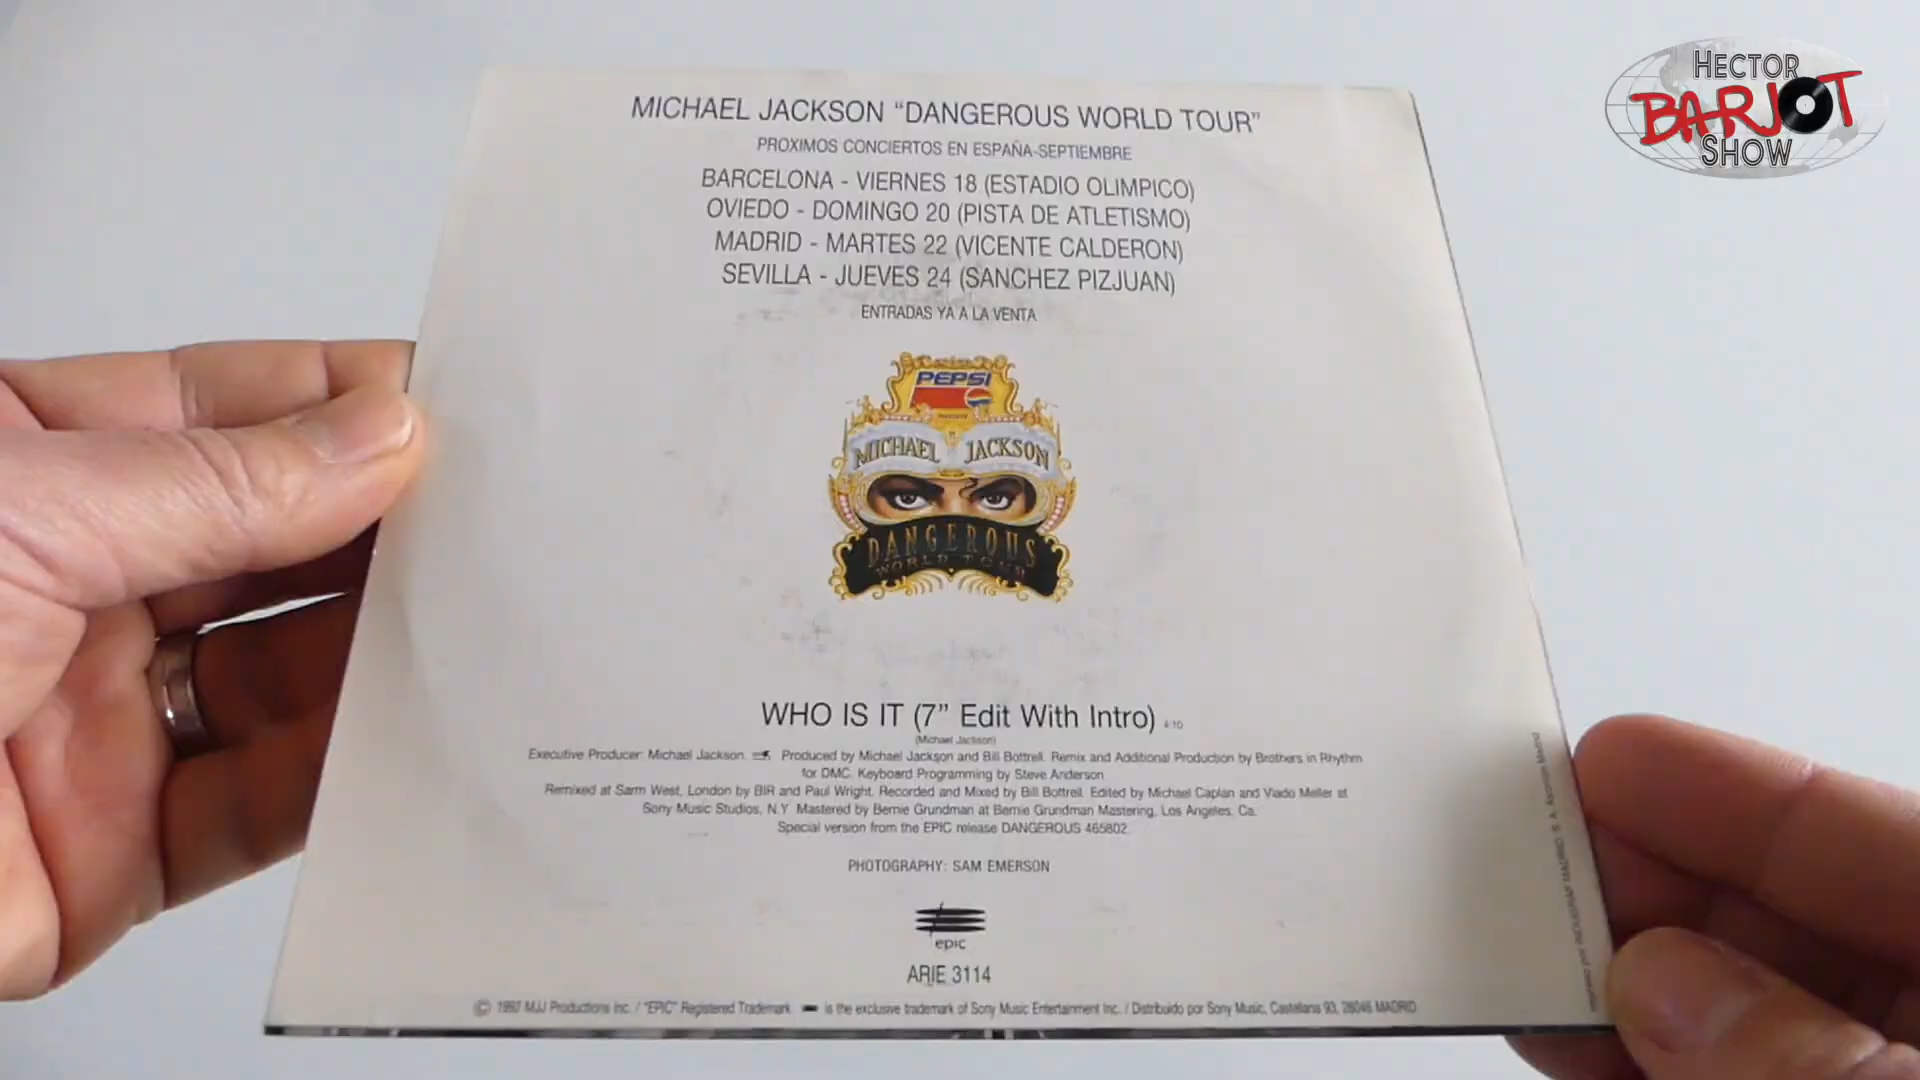 HECTOR
BARJOT
SHOW
MICHAEL JACKSON “DANGEROUS WORLD TOUR”
PROXIMOS CONCIERTOS EN ESPAÑA-SEPTIEMBRE
BARCELONA - VIERNES 18 (ESTADIO OLIMPICO)
OVIEDO - DOMINGO 20 (PISTA DE ATLETISMO)
MADRID - MARTES 22 (VICENTE CALDERON)
SEVILLA - JUEVES 24 (SANCHEZ PIZJUAN)
ENTRADAS YA A LA VENTA
PEPSI
MICHAEL JACKSON
DANGEROUS
WORLD TOUR
WHO IS IT (7” Edit With Intro) 4:10
(Michael Jackson)
Executive Producer: Michael Jackson. Produced by Michael Jackson and Bill Bottrell. Remix and Additional Production by Brothers in Rhythm
for DMC. Keyboard Programming by Steve Anderson
Remixed at Sarm West, London by BIR and Paul Wright. Recorded and Mixed by Bill Bottrell. Edited by Michael Caplan and Vlado Meller at
Sony Music Studios, N.Y. Mastered by Bernie Grundman at Bernie Grundman Mastering, Los Angeles, Ca.
Special version from the EPIC release DANGEROUS 465802
PHOTOGRAPHY: SAM EMERSON
epic
ARIE 3114
© 1992 MJJ Productions Inc. / "EPIC" Registered Trademark. is the exclusive trademark of Sony Music Entertainment Inc. / Distribuido por Sony Music, Castellana 93, 28046 MADRID